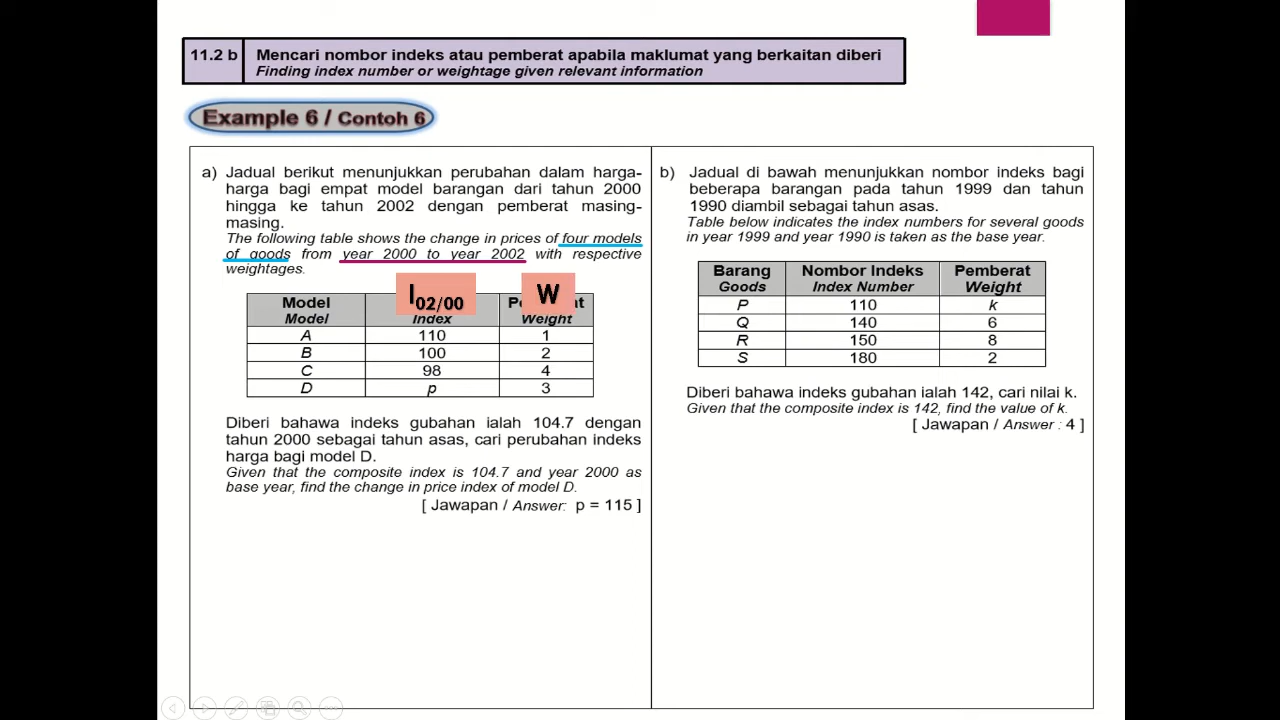 11.2 b
Mencari nombor indeks atau pemberat apabila maklumat yang berkaitan diberi
Finding index number or weightage given relevant information
Example 6 / Contoh 6
a) Jadual berikut menunjukkan perubahan dalam harga-
harga bagi empat model barangan dari tahun 2000
hingga ke tahun 2002 dengan pemberat masing-
masing.
The following table shows the change in prices of four models
of goods from year 2000 to year 2002 with respective
weightages.
I02/00 W
Model
Model Index Weight
A 110 1
B 100 2
C 98 4
D p 3
Diberi bahawa indeks gubahan ialah 104.7 dengan
tahun 2000 sebagai tahun asas, cari perubahan indeks
harga bagi model D.
Given that the composite index is 104.7 and year 2000 as
base year, find the change in price index of model D.
[ Jawapan / Answer: p = 115 ]
b) Jadual di bawah menunjukkan nombor indeks bagi
beberapa barangan pada tahun 1999 dan tahun
1990 diambil sebagai tahun asas.
Table below indicates the index numbers for several goods
in year 1999 and year 1990 is taken as the base year.
Barang Nombor Indeks Pemberat
Goods Index Number Weight
P 110 k
Q 140 6
R 150 8
S 180 2
Diberi bahawa indeks gubahan ialah 142, cari nilai k.
Given that the composite index is 142, find the value of k.
[ Jawapan / Answer : 4 ]